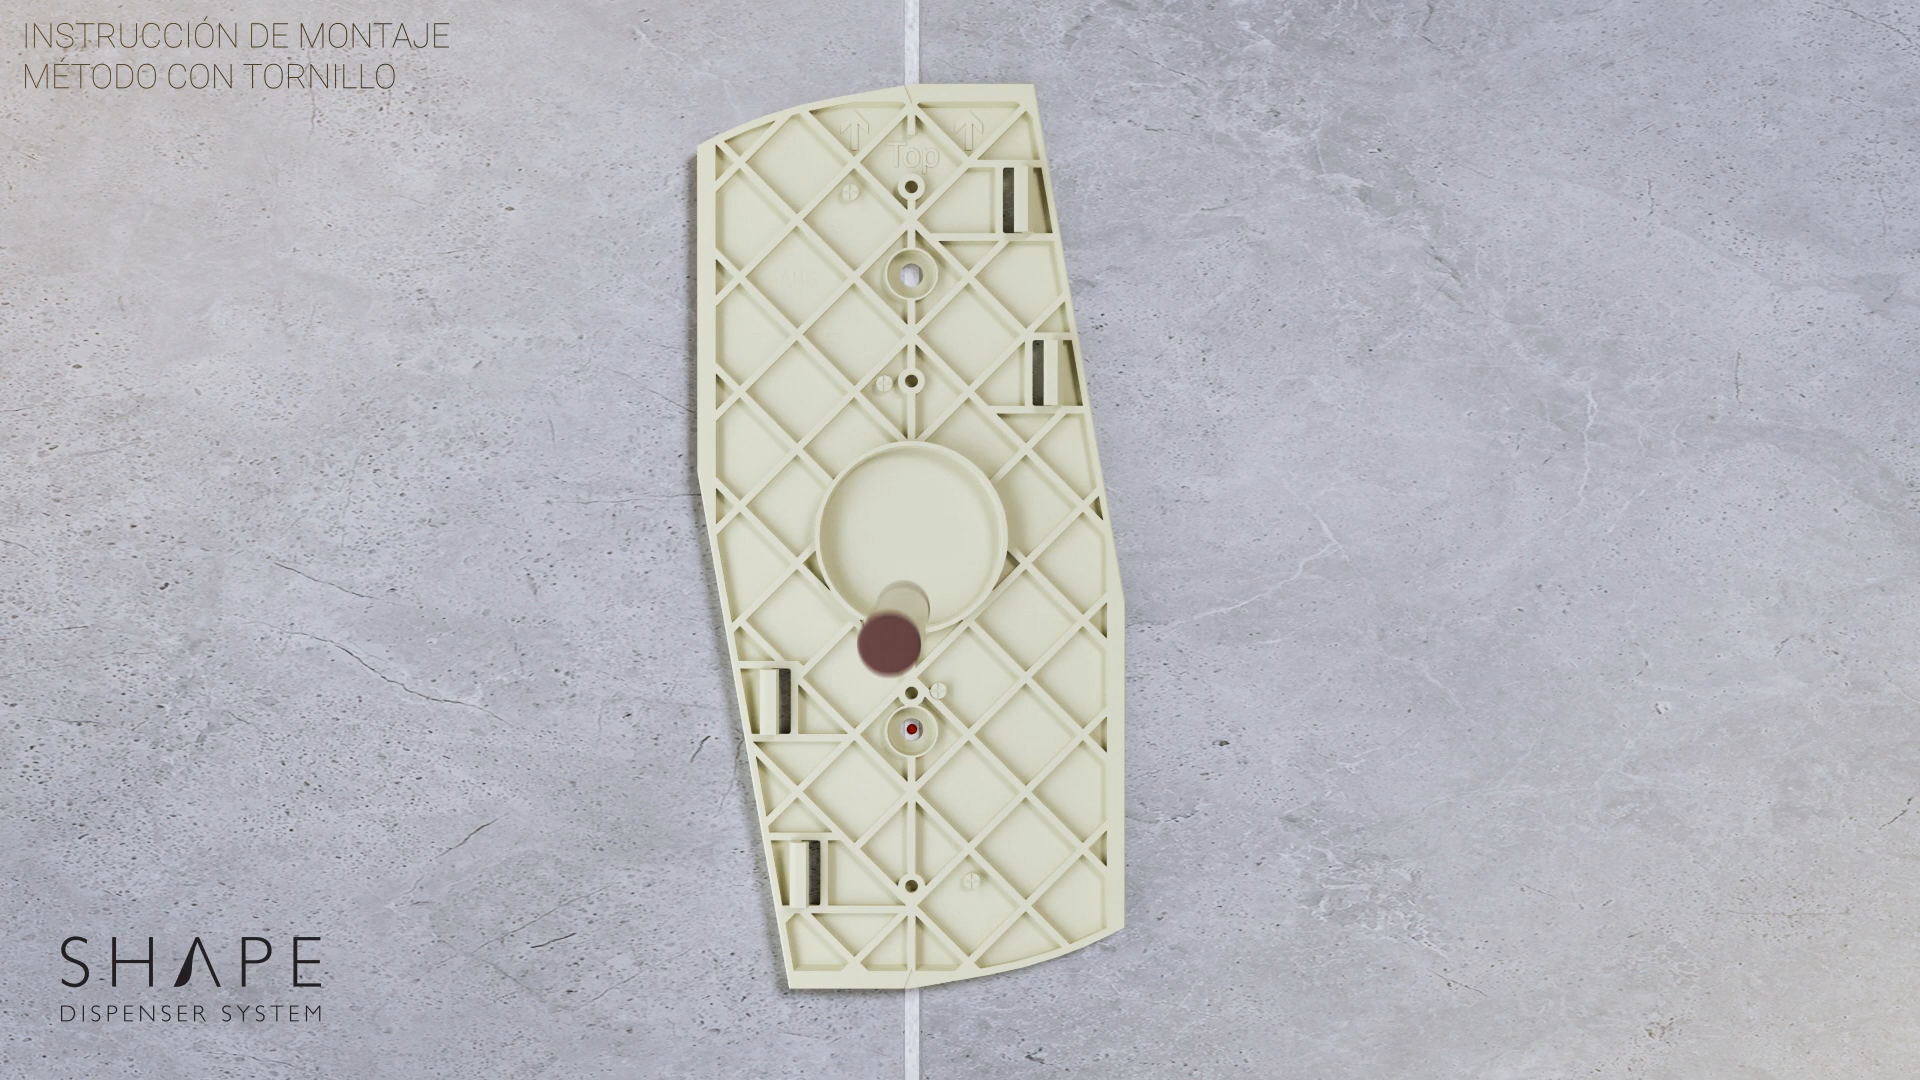 INSTRUCCIÓN DE MONTAJE
MÉTODO CON TORNILLO
Top
SHAPE
DISPENSER SYSTEM